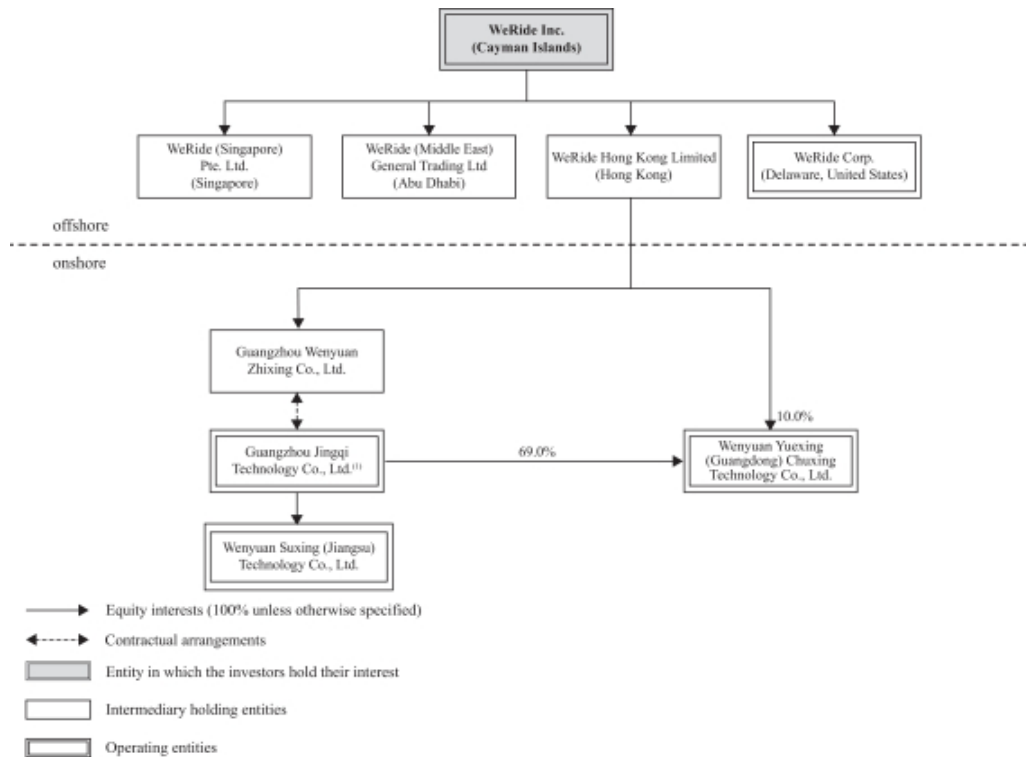 WeRide Inc.
(Cayman Islands)
WeRide (Singapore)
Pte. Ltd.
(Singapore)
WeRide (Middle East)
General Trading Ltd
(Abu Dhabi)
WeRide Hong Kong Limited
(Hong Kong)
WeRide Corp.
(Delaware, United States)
offshore
onshore
Guangzhou Wenyuan
Zhixing Co., Ltd.
10.0%
Guangzhou Jingqi
Technology Co., Ltd.(1)
69.0%
Wenyuan Yuexing
(Guangdong) Chuxing
Technology Co., Ltd.
Wenyuan Suxing (Jiangsu)
Technology Co., Ltd.
Equity interests (100% unless otherwise specified)
Contractual arrangements
Entity in which the investors hold their interest
Intermediary holding entities
Operating entities